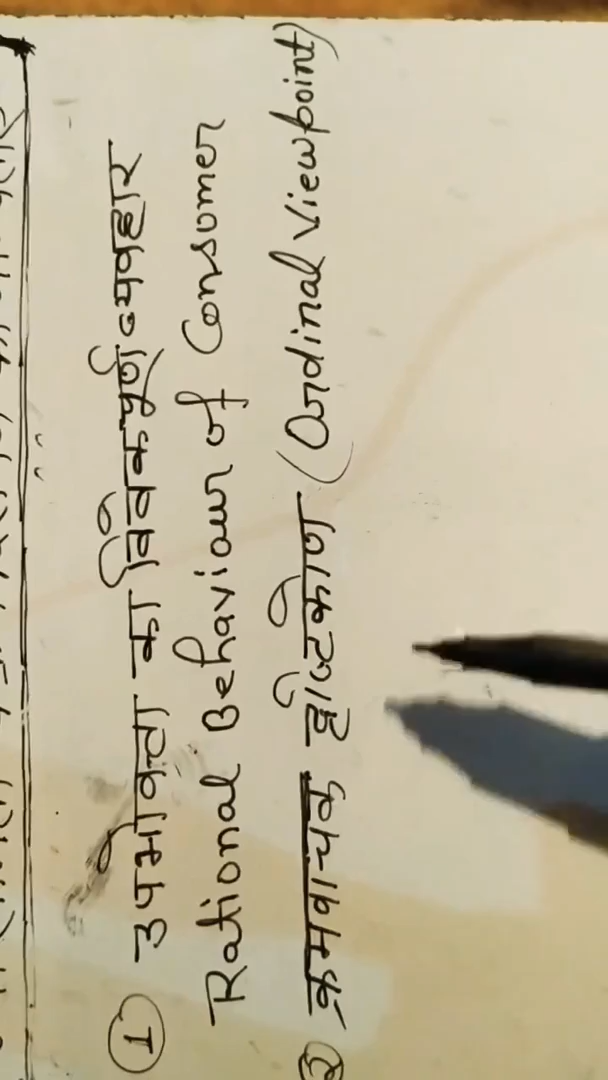 ① उपभोक्ता का विवेकपूर्ण व्यवहार
Rational Behaviour of Consumer
② क्रमवाचक दृष्टिकोण (Ordinal Viewpoint)